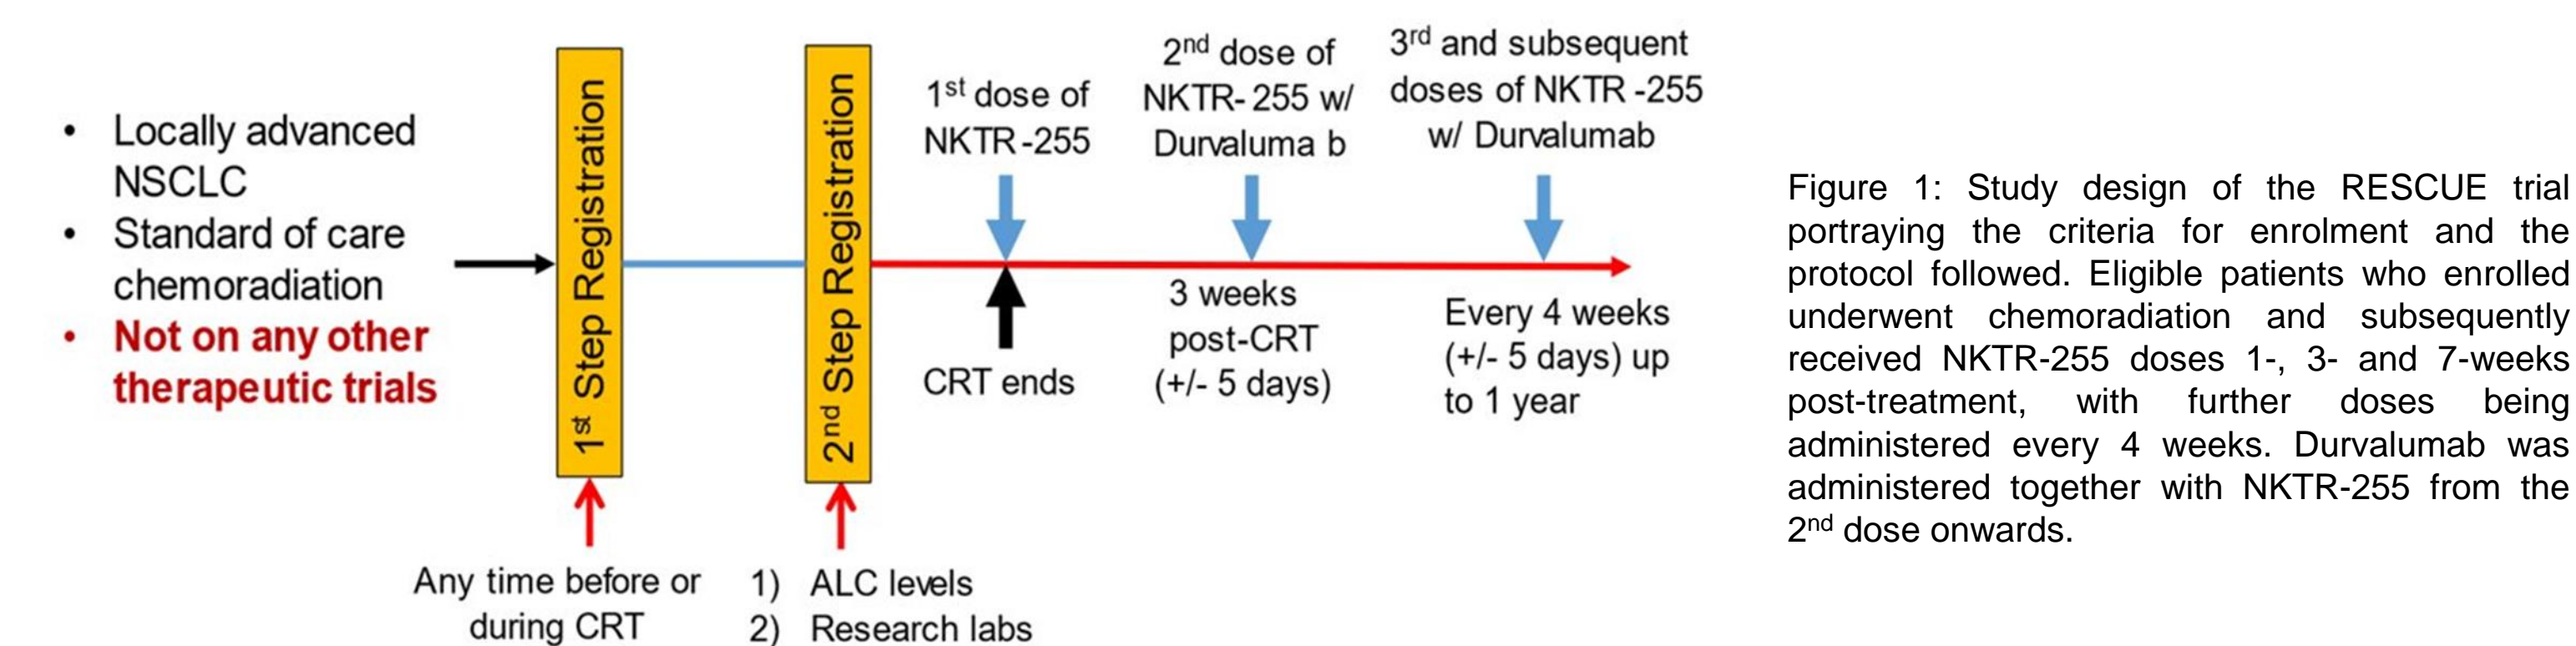 • Locally advanced
NSCLC
• Standard of care
chemoradiation
• Not on any other
therapeutic trials
1st Step Registration
Any time before or
during CRT
2nd Step Registration
1) ALC levels
2) Research labs
1st dose of
NKTR-255
CRT ends
2nd dose of
NKTR- 255 w/
Durvaluma b
3 weeks
post-CRT
(+/- 5 days)
3rd and subsequent
doses of NKTR -255
w/ Durvalumab
Every 4 weeks
(+/- 5 days) up
to 1 year
Figure 1: Study design of the RESCUE trial
portraying the criteria for enrolment and the
protocol followed. Eligible patients who enrolled
underwent chemoradiation and subsequently
received NKTR-255 doses 1-, 3- and 7-weeks
post-treatment, with further doses being
administered every 4 weeks. Durvalumab was
administered together with NKTR-255 from the
2nd dose onwards.